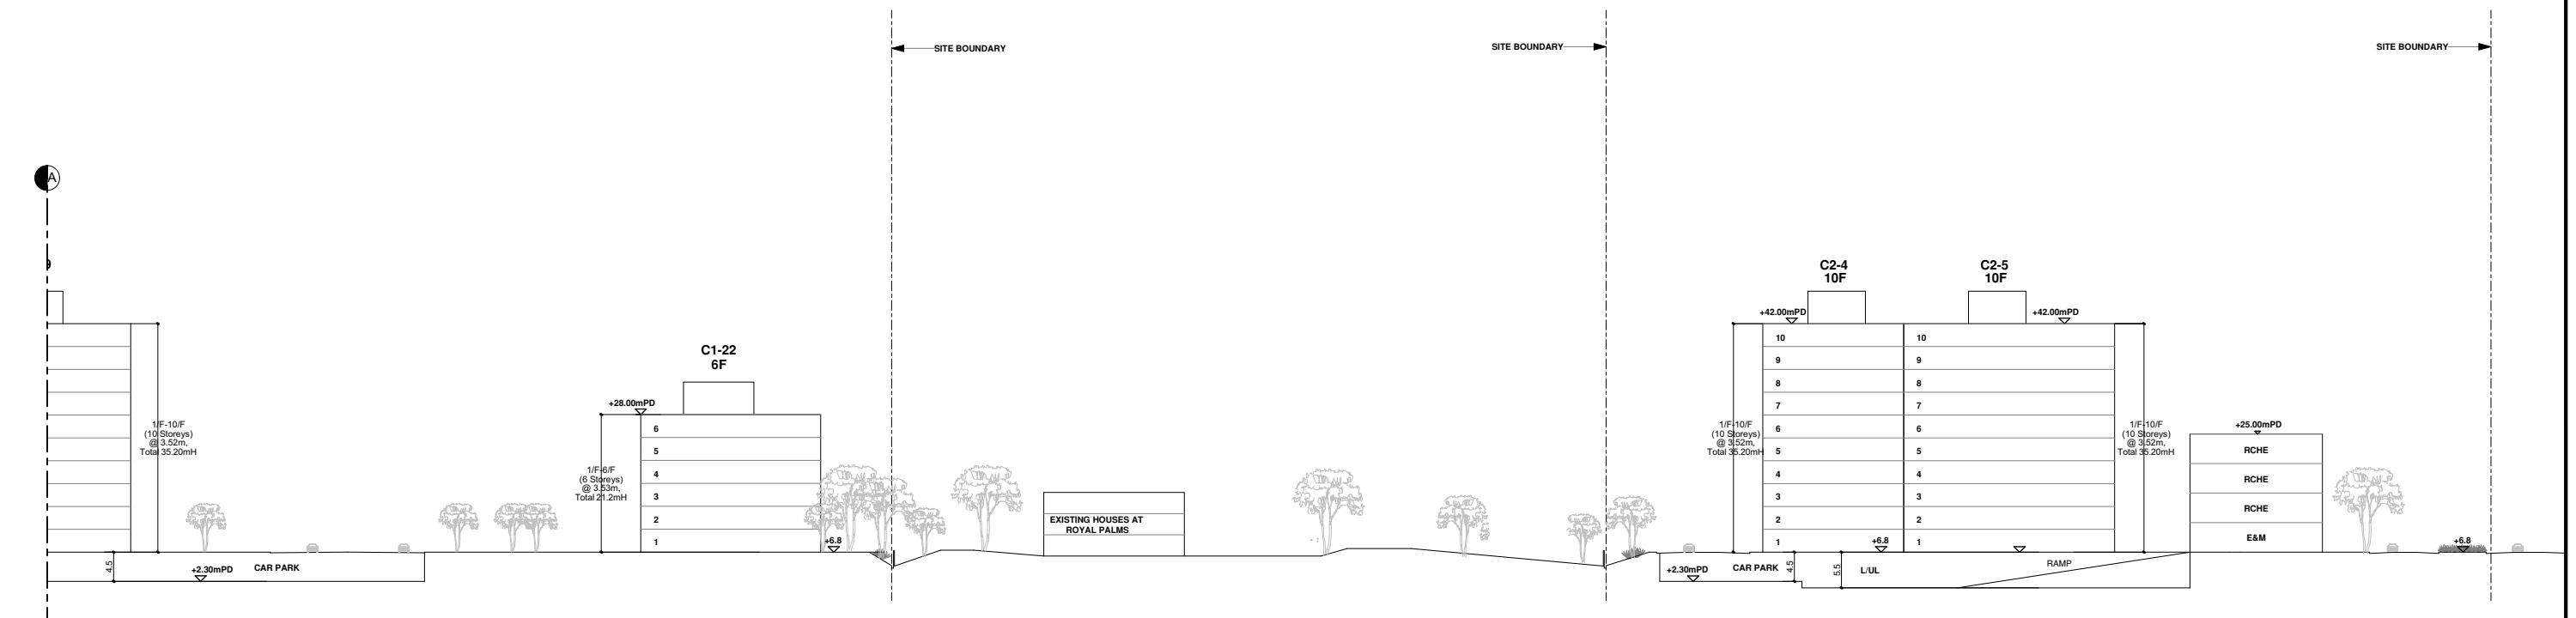 SITE BOUNDARY
SITE BOUNDARY
SITE BOUNDARY
A
1/F-10/F
(10 Storeys)
@ 3.52m,
Total 35.20mH
4.5
+2.30mPD
CAR PARK
C1-22
6F
+28.00mPD
1/F-6/F
(6 Storeys)
@ 3.53m,
Total 21.2mH
6
5
4
3
2
1
+6.8
EXISTING HOUSES AT
ROYAL PALMS
C2-4
10F
+42.00mPD
1/F-10/F
(10 Storeys)
@ 3.52m,
Total 35.20mH
10
9
8
7
6
5
4
3
2
1
+6.8
+2.30mPD
CAR PARK
4.5
5.5
L/UL
C2-5
10F
+42.00mPD
10
9
8
7
6
5
4
3
2
1
RAMP
1/F-10/F
(10 Storeys)
@ 3.52m,
Total 35.20mH
+25.00mPD
RCHE
RCHE
RCHE
E&M
+6.8